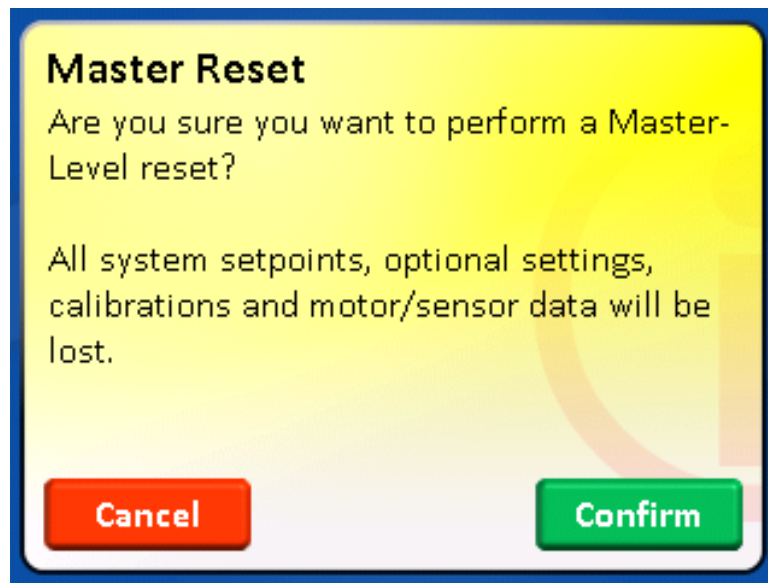 Master Reset
Are you sure you want to perform a Master-
Level reset?
All system setpoints, optional settings,
calibrations and motor/sensor data will be
lost.
Cancel
Confirm